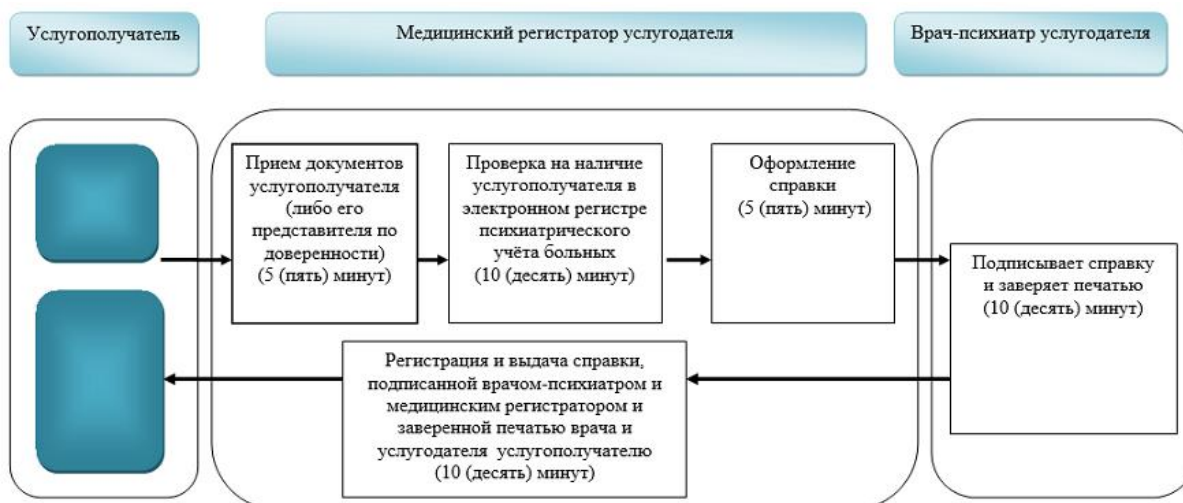 Услугополучатель
Медицинский регистратор услугодателя
Врач-психиатр услугодателя
Прием документов
услугополучателя
(либо его
представителя по
доверенности)
(5 (пять) минут)
Проверка на наличие
услугополучателя в
электронном регистре
психиатрического
учёта больных
(10 (десять) минут)
Оформление
справки
(5 (пять) минут)
Подписывает справку
и заверяет печатью
(10 (десять) минут)
Регистрация и выдача справки,
подписанной врачом-психиатром и
медицинским регистратором и
заверенной печатью врача и
услугодателя услугополучателю
(10 (десять) минут)